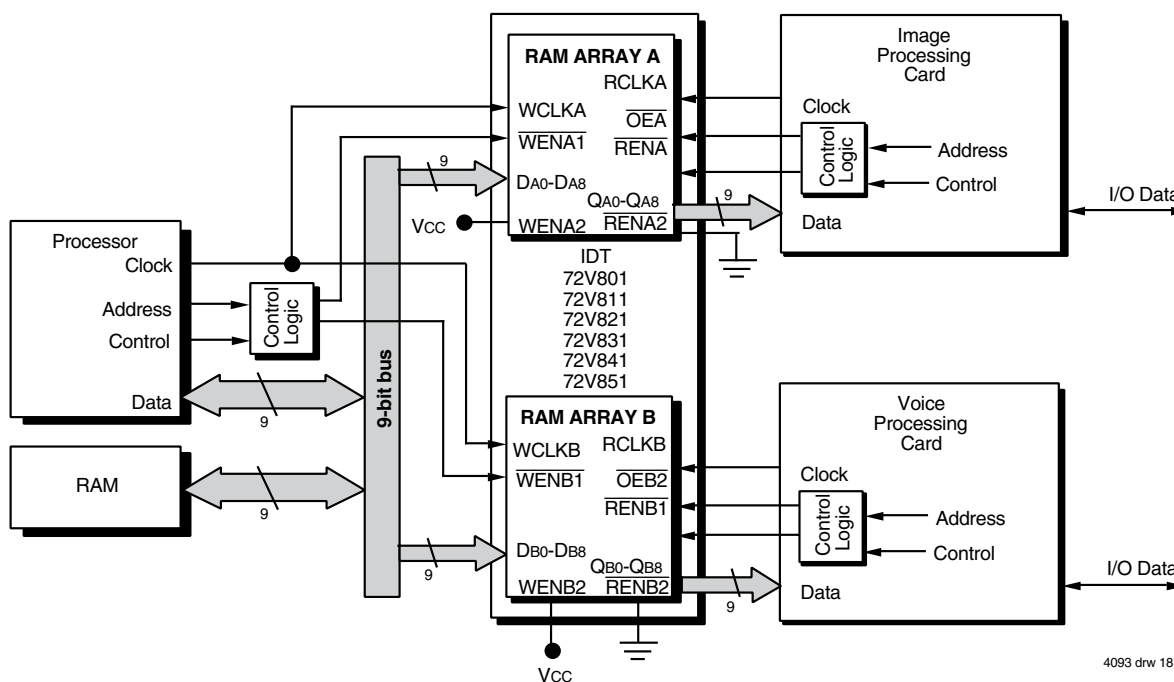 RAM ARRAY A
RCLKA
WCLKA
OEA
WENA1
RENA
DA0-DA8
QA0-QA8
WENA2
RENA2
9
9
VCC
Image
Processing
Card
Clock
Control
Logic
Address
Control
Data
I/O Data
Processor
Clock
Address
Control
Data
Control
Logic
9
9-bit bus
RAM
9
IDT
72V801
72V811
72V821
72V831
72V841
72V851
RAM ARRAY B
RCLKB
WCLKB
OEB2
WENB1
RENB1
DB0-DB8
QB0-QB8
WENB2
RENB2
9
9
VCC
Voice
Processing
Card
Clock
Control
Logic
Address
Control
Data
I/O Data
4093 drw 18